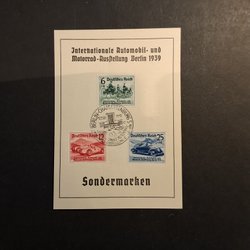 Internationale Automobil- und
Motorrad-Ausstellung Berlin 1939
6 Deutsches Reich
12 Deutsches Reich
Deutsches Reich 25
Sondermarken